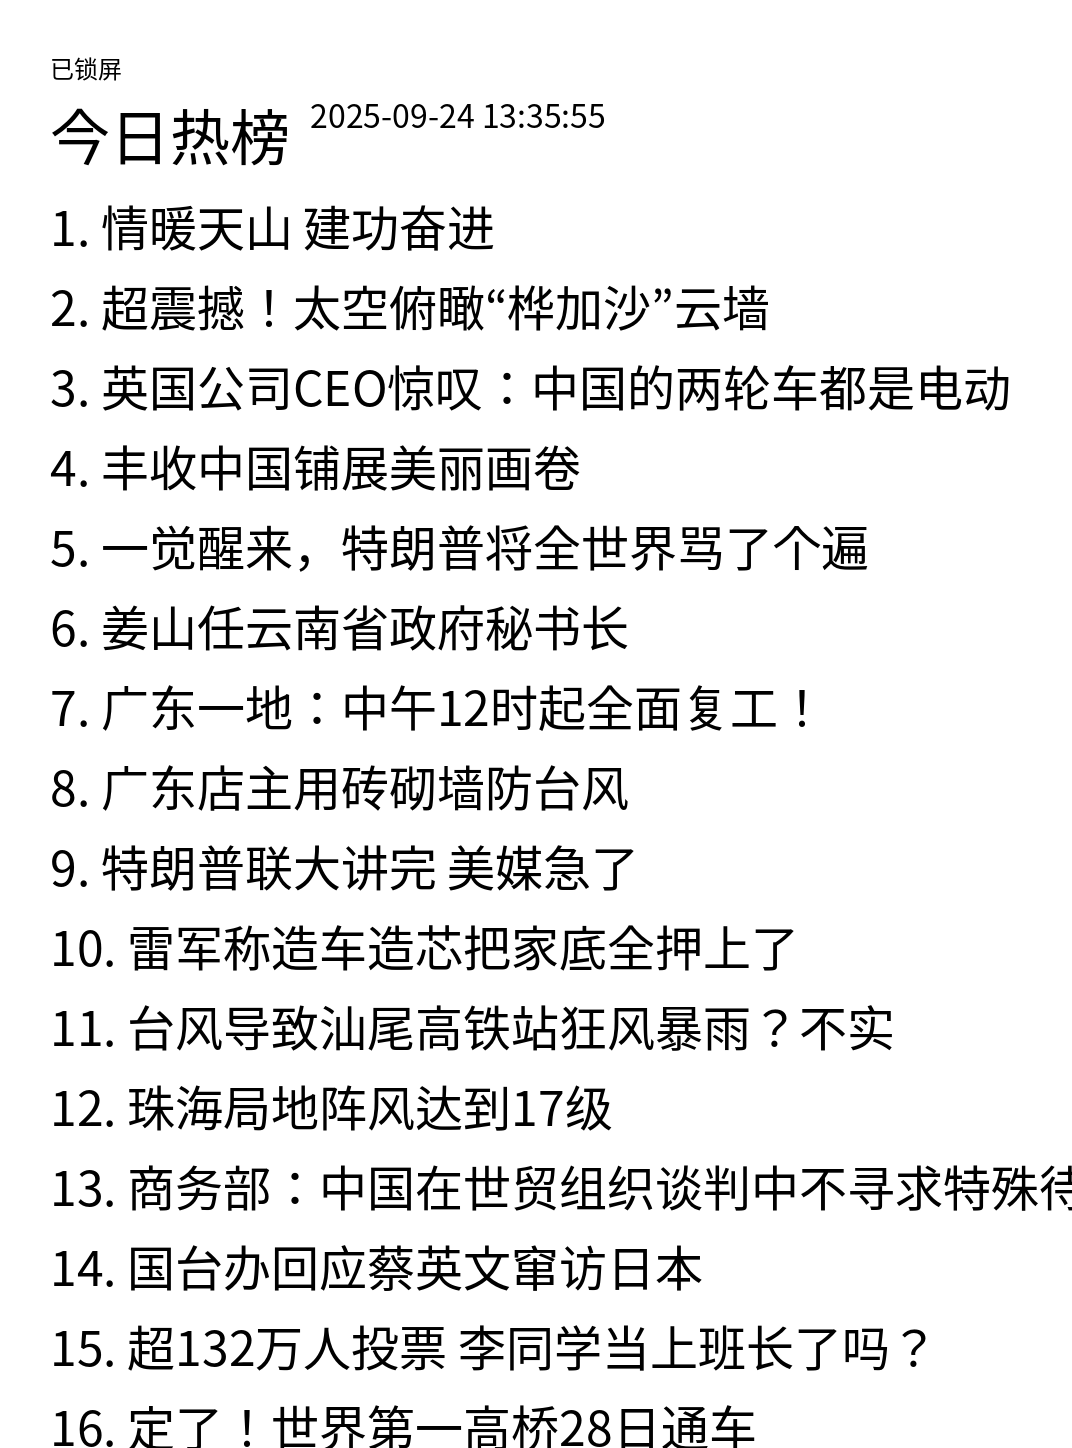 已锁屏
今日热榜 2025-09-24 13:35:55
1. 情暖天山 建功奋进
2. 超震撼！太空俯瞰“桦加沙”云墙
3. 英国公司CEO惊叹：中国的两轮车都是电动
4. 丰收中国铺展美丽画卷
5. 一觉醒来，特朗普将全世界骂了个遍
6. 姜山任云南省政府秘书长
7. 广东一地：中午12时起全面复工！
8. 广东店主用砖砌墙防台风
9. 特朗普联大讲完 美媒急了
10. 雷军称造车造芯把家底全押上了
11. 台风导致汕尾高铁站狂风暴雨？不实
12. 珠海局地阵风达到17级
13. 商务部：中国在世贸组织谈判中不寻求特殊待
14. 国台办回应蔡英文窜访日本
15. 超132万人投票 李同学当上班长了吗？
16. 定了！世界第一高桥28日通车